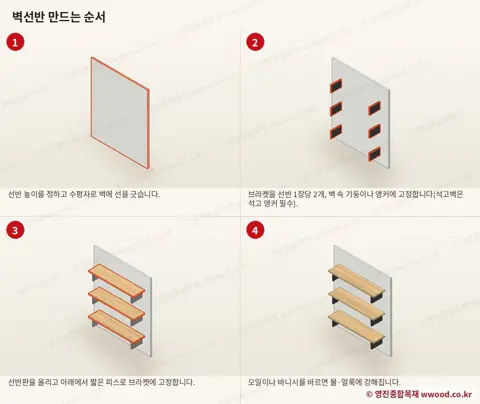 벽선반 만드는 순서
1
2
선반 높이를 정하고 수평자로 벽에 선을 긋습니다.
브라켓을 선반 1장당 2개, 벽 속 기둥이나 앵커에 고정합니다(석고벽은
석고 앵커 필수).
3
4
선반판을 올리고 아래에서 짧은 피스로 브라켓에 고정합니다.
오일이나 바니시를 바르면 물·얼룩에 강해집니다.
© 영진종합목재 wwood.co.kr